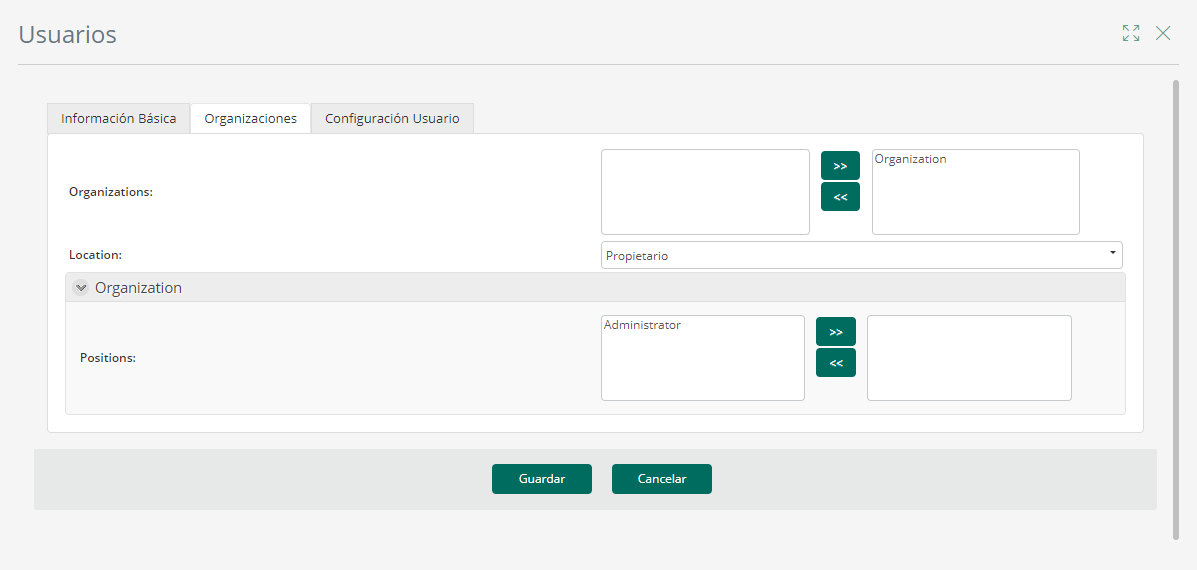 Usuarios
Información Básica
Organizaciones
Configuración Usuario
Organizations:
>>
<<
Organization
Location:
Propietario
Organization
Positions:
Administrator
>>
<<
Guardar
Cancelar